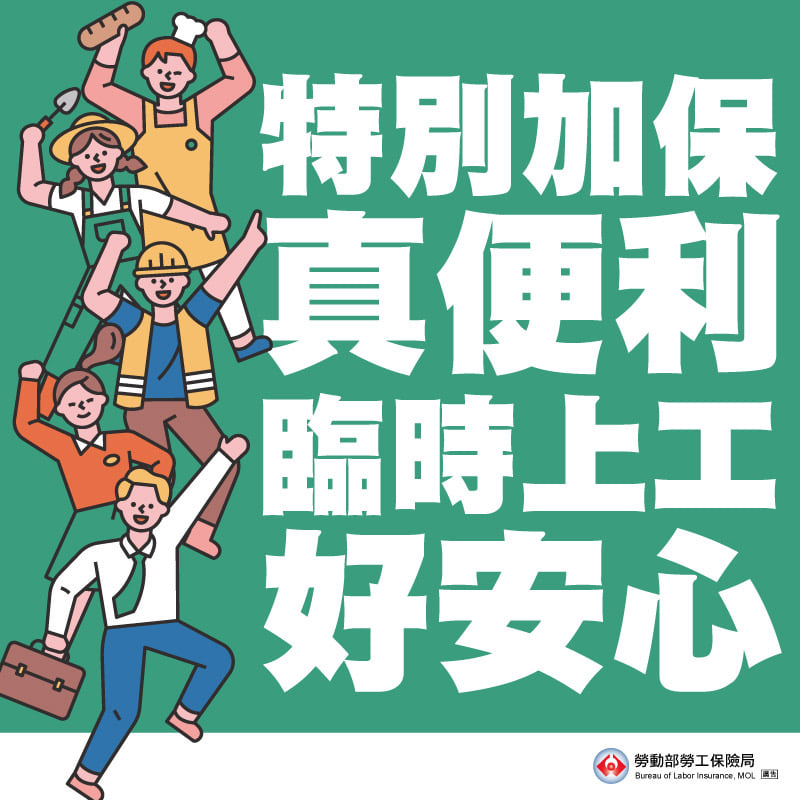 特別加保
真便利
臨時上工
好安心
勞動部勞工保險局
Bureau of Labor Insurance, MOL 廣告